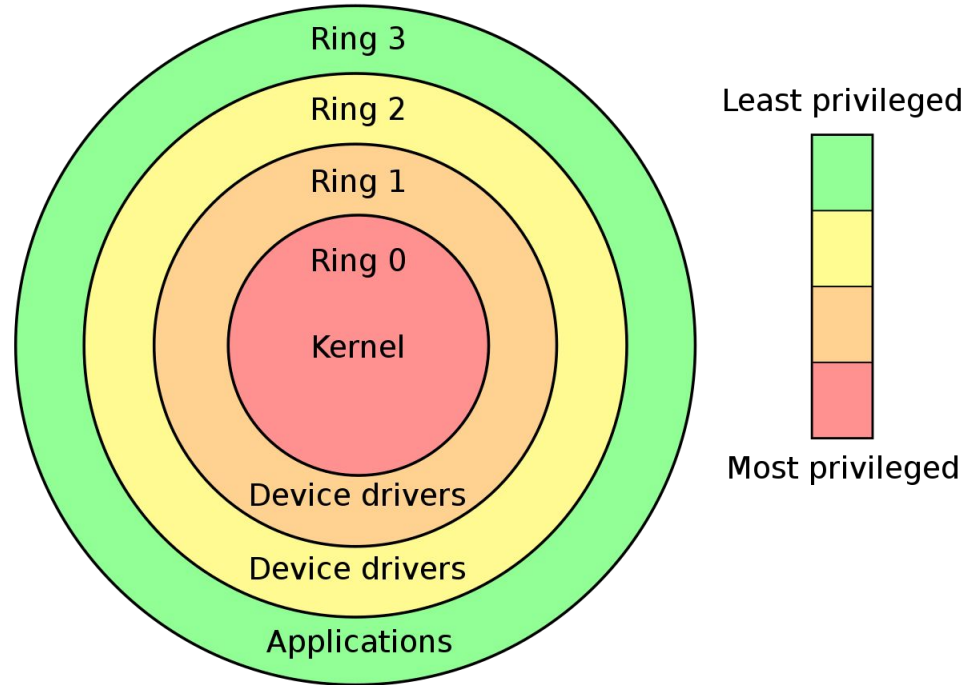 Ring 3
Ring 2
Ring 1
Ring 0
Kernel
Device drivers
Device drivers
Applications
Least privileged
Most privileged